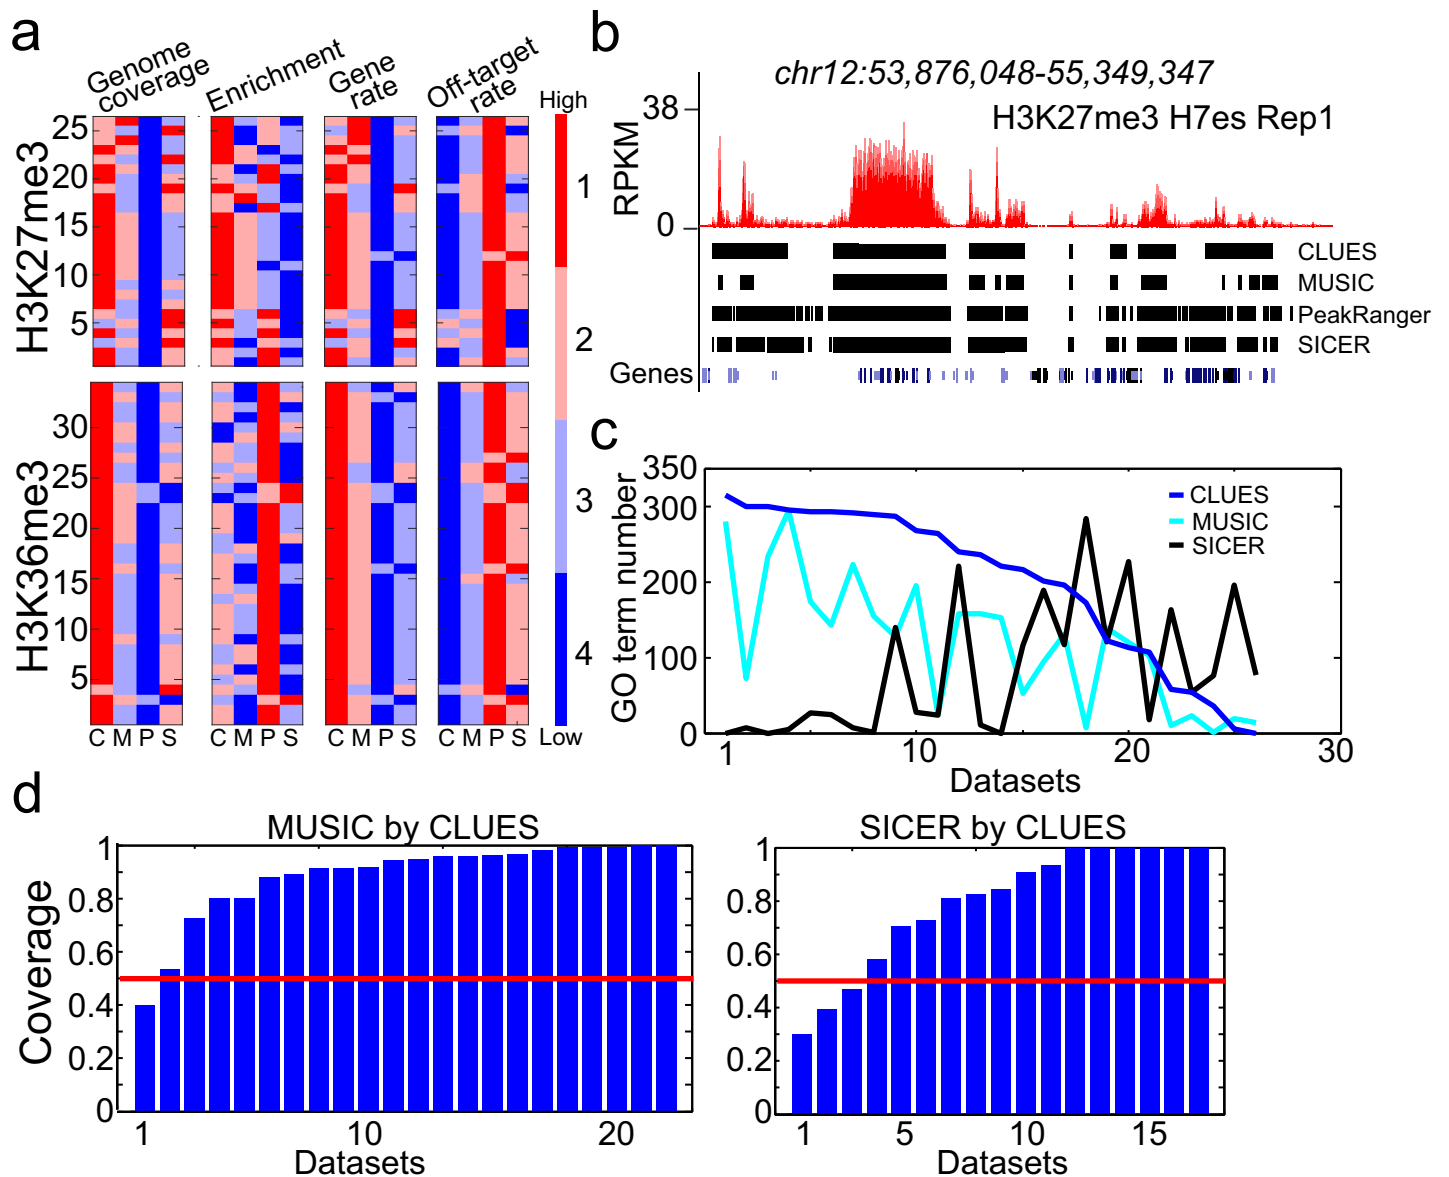 a
Genome
coverage
Enrichment
Gene
rate
Off-target
rate
High
H3K27me3
25
20
15
10
5
1
2
3
4
H3K36me3
30
25
20
15
10
5
C M P S
C M P S
C M P S
C M P S
Low
b
chr12:53,876,048-55,349,347
H3K27me3 H7es Rep1
RPKM
38
0
CLUES
MUSIC
PeakRanger
SICER
Genes
c
GO term number
350
300
200
100
0
CLUES
MUSIC
SICER
1
10
20
30
Datasets
d
MUSIC by CLUES
Coverage
1
0.8
0.6
0.4
0.2
0
1
10
20
Datasets
SICER by CLUES
1
0.8
0.6
0.4
0.2
0
1
5
10
15
Datasets